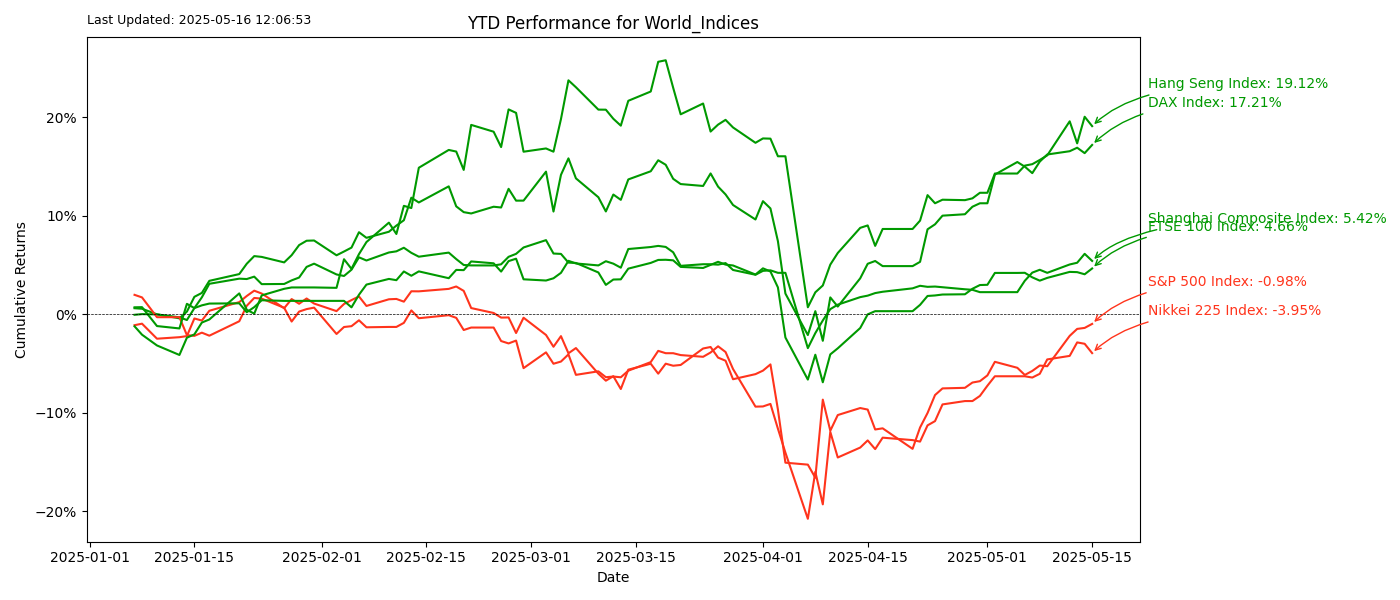 Last Updated: 2025-05-16 12:06:53
YTD Performance for World_Indices
Cumulative Returns
20%
10%
0%
−10%
−20%
Hang Seng Index: 19.12%
DAX Index: 17.21%
Shanghai Composite Index: 5.42%
FTSE 100 Index: 4.66%
S&P 500 Index: -0.98%
Nikkei 225 Index: -3.95%
2025-01-01
2025-01-15
2025-02-01
2025-02-15
2025-03-01
2025-03-15
2025-04-01
2025-04-15
2025-05-01
2025-05-15
Date